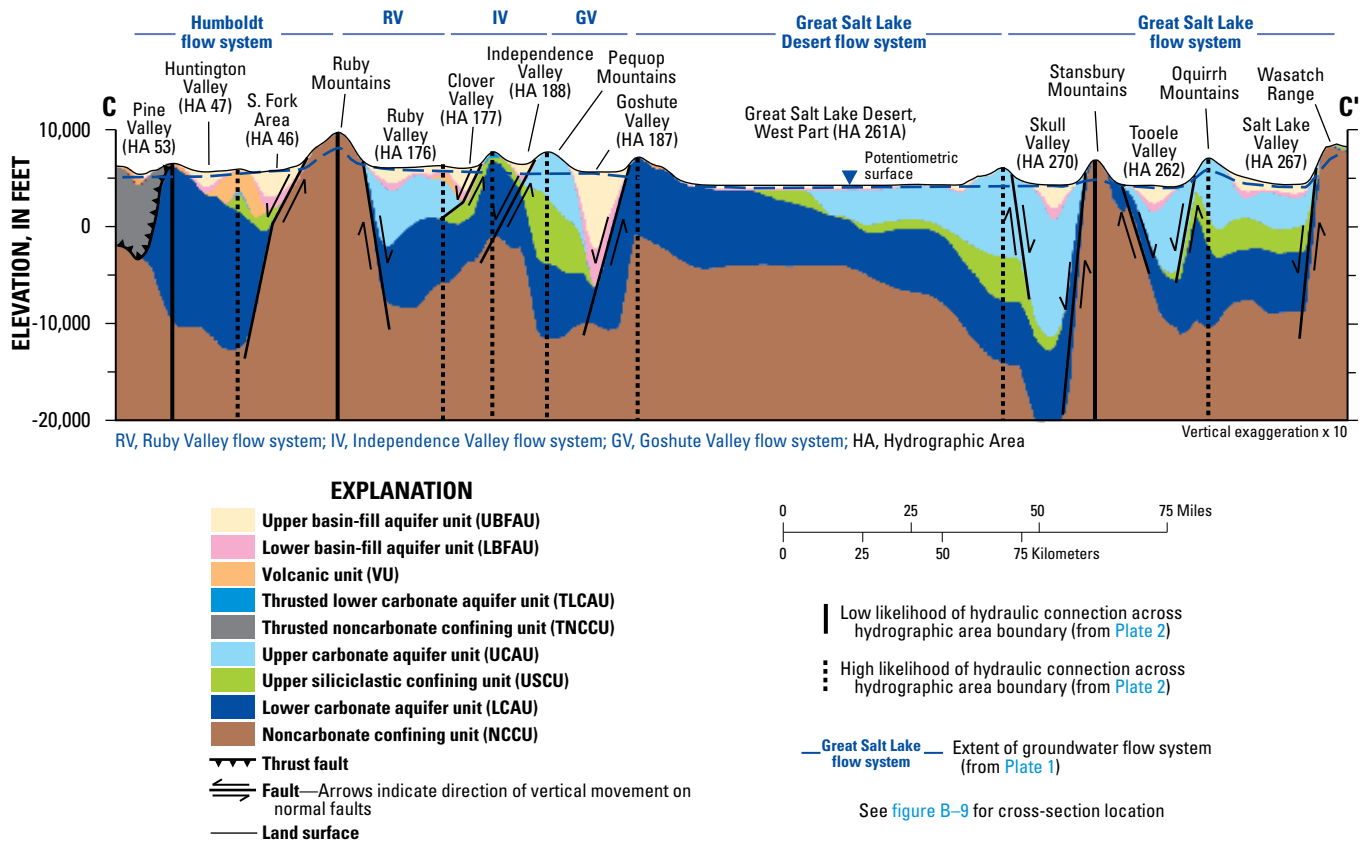 Humboldt
flow system
RV
IV
GV
Great Salt Lake
Desert flow system
Great Salt Lake
flow system
C
Pine
Valley
(HA 53)
Huntington
Valley
(HA 47)
S. Fork
Area
(HA 46)
Ruby
Mountains
Ruby
Valley
(HA 176)
Clover
Valley
(HA 177)
Independence
Valley
(HA 188)
Pequop
Mountains
Goshute
Valley
(HA 187)
Great Salt Lake Desert,
West Part (HA 261A)
Potentiometric
surface
Skull
Valley
(HA 270)
Stansbury
Mountains
Tooele
Valley
(HA 262)
Oquirrh
Mountains
Salt Lake
Valley
(HA 267)
Wasatch
Range
C'
ELEVATION, IN FEET
10,000
0
-10,000
-20,000
RV, Ruby Valley flow system; IV, Independence Valley flow system; GV, Goshute Valley flow system; HA, Hydrographic Area
Vertical exaggeration x 10
EXPLANATION
Upper basin-fill aquifer unit (UBFAU)
Lower basin-fill aquifer unit (LBFAU)
Volcanic unit (VU)
Thrusted lower carbonate aquifer unit (TLCAU)
Thrusted noncarbonate confining unit (TNCCU)
Upper carbonate aquifer unit (UCAU)
Upper siliciclastic confining unit (USCU)
Lower carbonate aquifer unit (LCAU)
Noncarbonate confining unit (NCCU)
Thrust fault
Fault—Arrows indicate direction of vertical movement on
normal faults
Land surface
0 25 50 75 Miles
0 25 50 75 Kilometers
Low likelihood of hydraulic connection across
hydrographic area boundary (from Plate 2)
High likelihood of hydraulic connection across
hydrographic area boundary (from Plate 2)
Great Salt Lake
flow system
Extent of groundwater flow system
(from Plate 1)
See figure B–9 for cross-section location